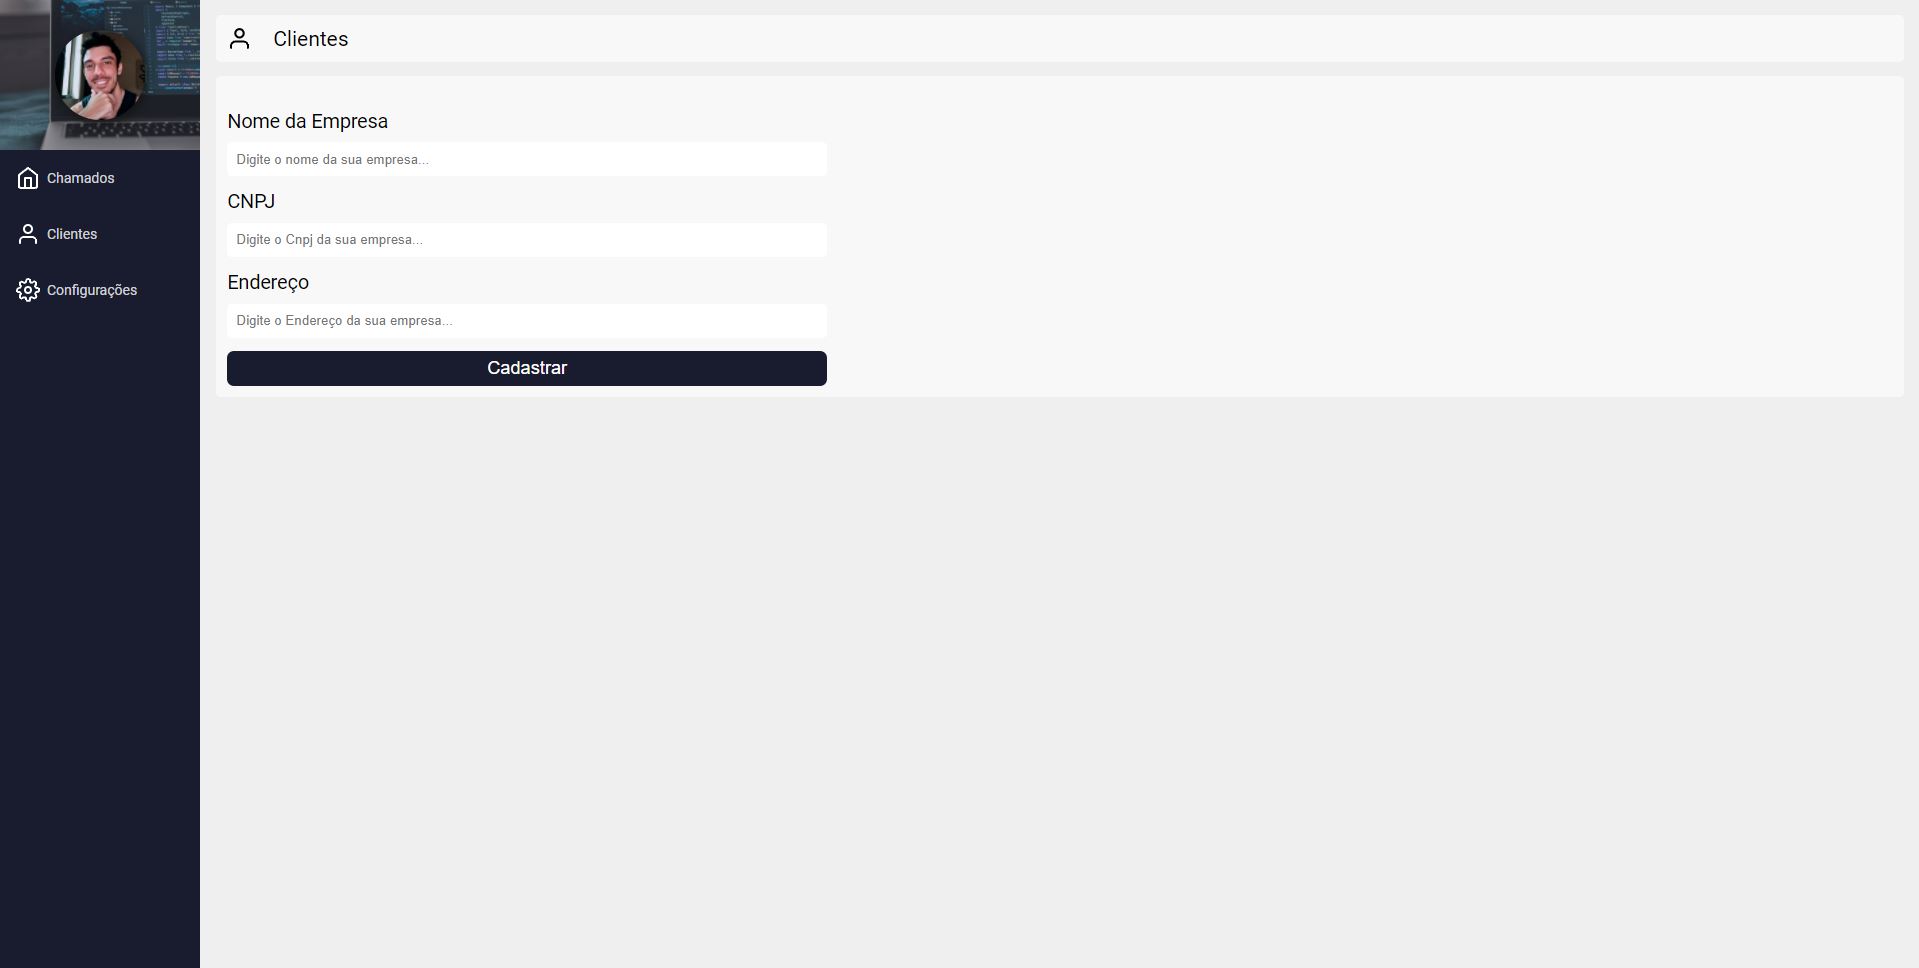 Chamados
Clientes
Configurações
Clientes
Nome da Empresa
Digite o nome da sua empresa...
CNPJ
Digite o Cnpj da sua empresa...
Endereço
Digite o Endereço da sua empresa...
Cadastrar